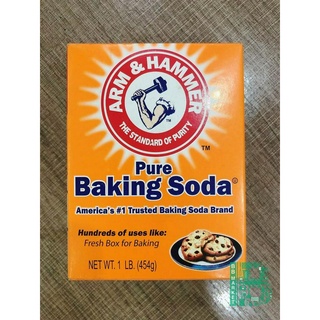 ARM & HAMMER
THE STANDARD OF PURITY
TM
TM
Pure
Baking Soda®
America's #1 Trusted Baking Soda Brand
Hundreds of uses like:
Fresh Box for Baking
NET. WT. 1 LB. (454g)